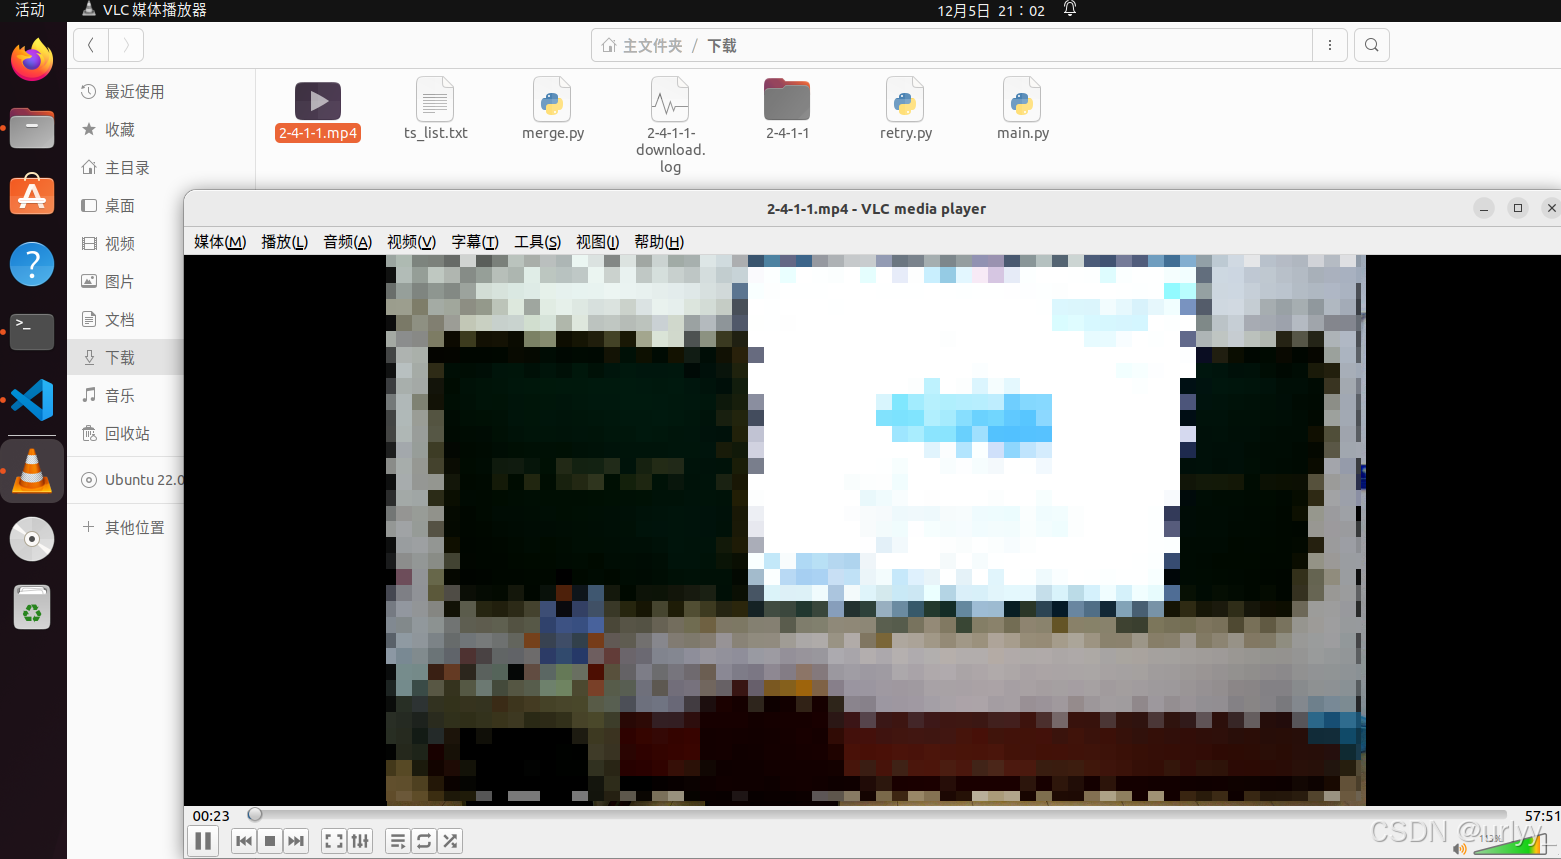 活动
VLC 媒体播放器
12月5日 21：02
主文件夹 / 下载
最近使用
收藏
主目录
桌面
视频
图片
文档
下载
音乐
回收站
Ubuntu 22.0
其他位置
2-4-1-1.mp4
ts_list.txt
merge.py
2-4-1-1-
download.
log
2-4-1-1
retry.py
main.py
>_
?
2-4-1-1.mp4 - VLC media player
媒体(M) 播放(L) 音频(A) 视频(V) 字幕(T) 工具(S) 视图(I) 帮助(H)
00:23
57:51
CSDN @urlyy_